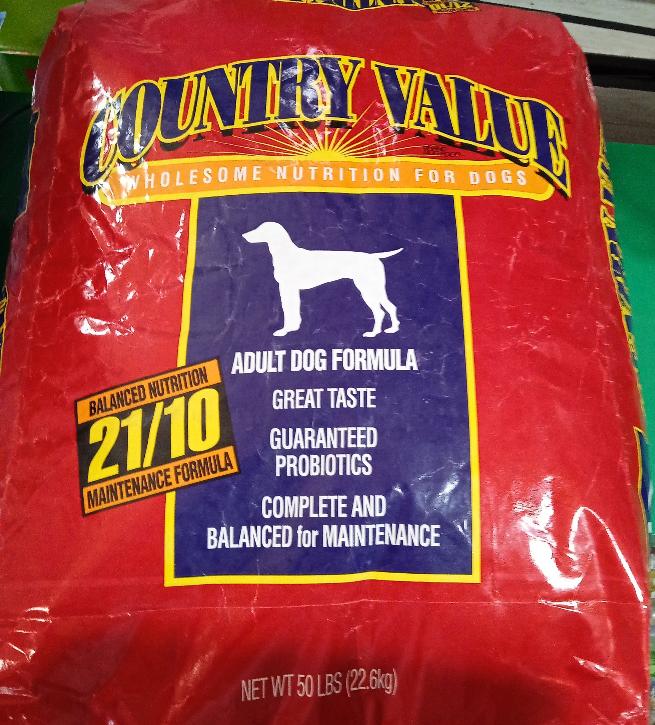 COUNTRY VALUE
WHOLESOME NUTRITION FOR DOGS
ADULT DOG FORMULA
GREAT TASTE
GUARANTEED
PROBIOTICS
COMPLETE AND
BALANCED for MAINTENANCE
BALANCED NUTRITION
21/10
MAINTENANCE FORMULA
NET WT 50 LBS (22.6kg)